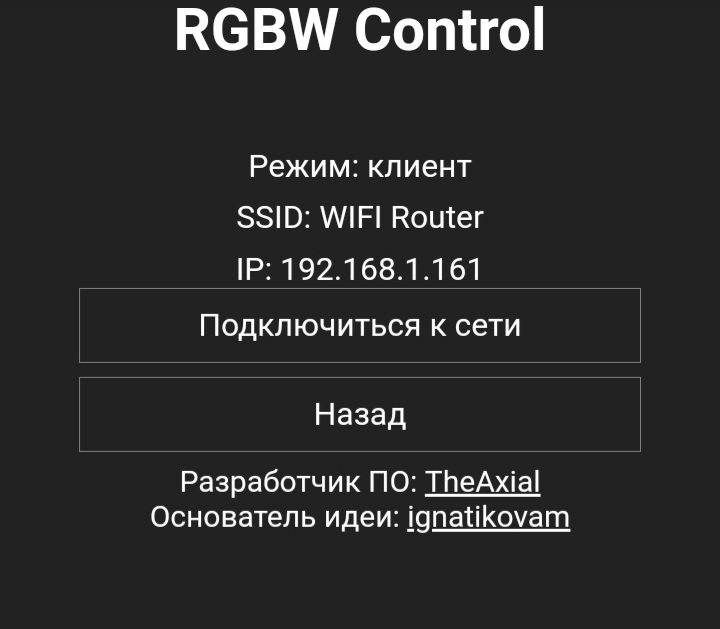 RGBW Control
Режим: клиент
SSID: WIFI Router
IP: 192.168.1.161
Подключиться к сети
Назад
Разработчик ПО: TheAxial
Основатель идеи: ignatikovam